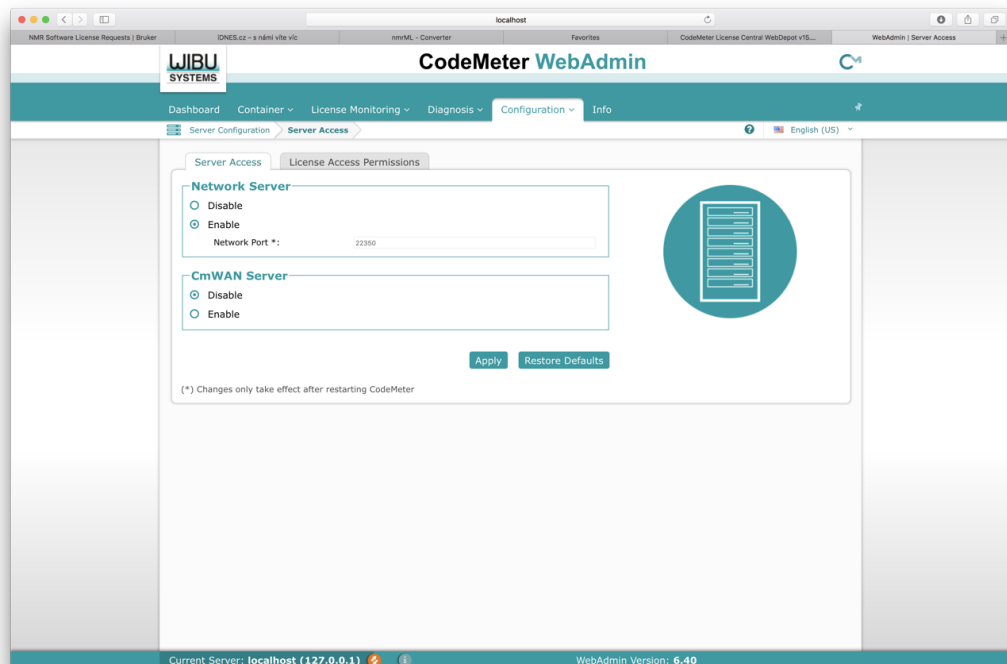 localhost
NMR Software License Requests | Bruker
iDNES.cz – s námi víte víc
nmrML - Converter
Favorites
CodeMeter License Central WebDepot v15....
WebAdmin | Server Access
WIBU
SYSTEMS
CodeMeter WebAdmin
Dashboard
Container
License Monitoring
Diagnosis
Configuration
Info
Server Configuration
Server Access
English (US)
Server Access
License Access Permissions
Network Server
Disable
Enable
Network Port *:
22350
CmWAN Server
Disable
Enable
Apply
Restore Defaults
(*) Changes only take effect after restarting CodeMeter
Current Server: localhost (127.0.0.1)
WebAdmin Version: 6.40